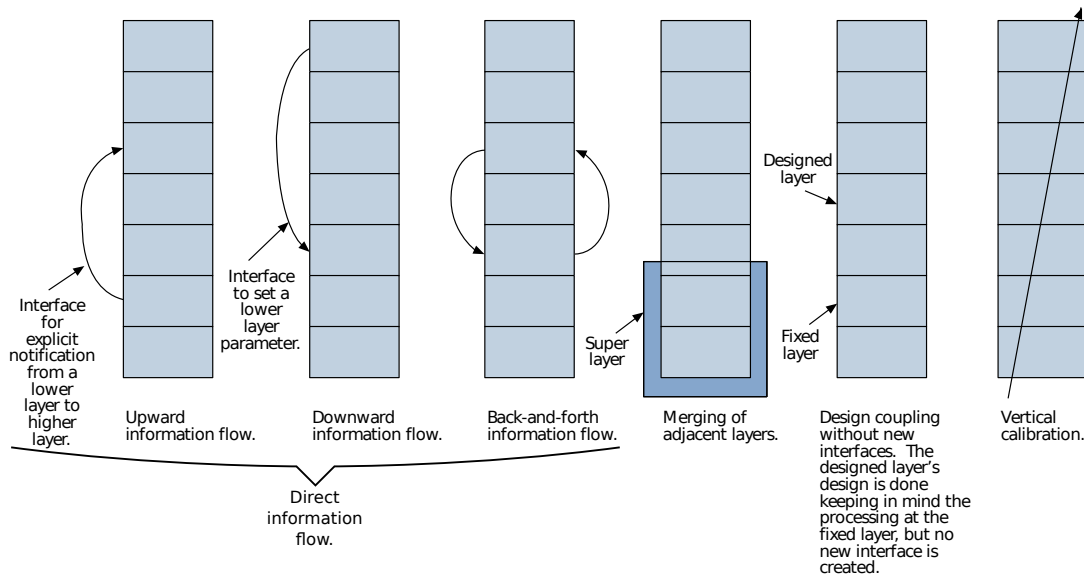 Designed
layer
Interface
to set a
lower
layer
parameter.
Interface
for
explicit
notification
from a
lower
layer to
higher
layer.
Super
layer
Fixed
layer
Upward
information flow.
Downward
information flow.
Back-and-forth
information flow.
Merging of
adjacent layers.
Design coupling
without new
interfaces. The
designed layer's
design is done
keeping in mind the
processing at the
fixed layer, but no
new interface is
created.
Vertical
calibration.
Direct
information
flow.